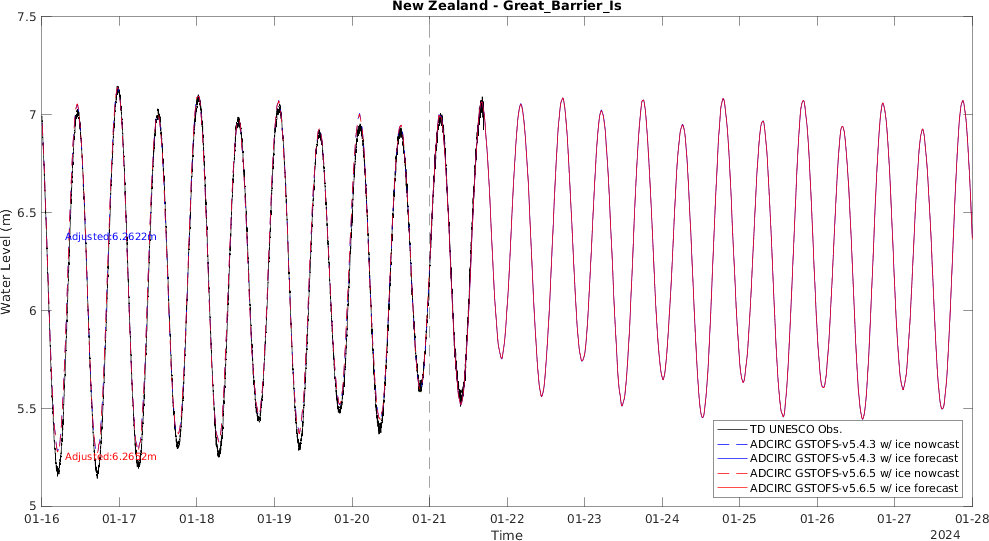 New Zealand - Great_Barrier_Is
Water Level (m)
7.5
7
6.5
6
5.5
5
Adjusted:6.2622m
TD UNESCO Obs.
ADCIRC GSTOFS-v5.4.3 w/ ice nowcast
ADCIRC GSTOFS-v5.4.3 w/ ice forecast
ADCIRC GSTOFS-v5.6.5 w/ ice nowcast
ADCIRC GSTOFS-v5.6.5 w/ ice forecast
01-16 01-17 01-18 01-19 01-20 01-21 01-22 01-23 01-24 01-25 01-26 01-27 01-28
Time
2024